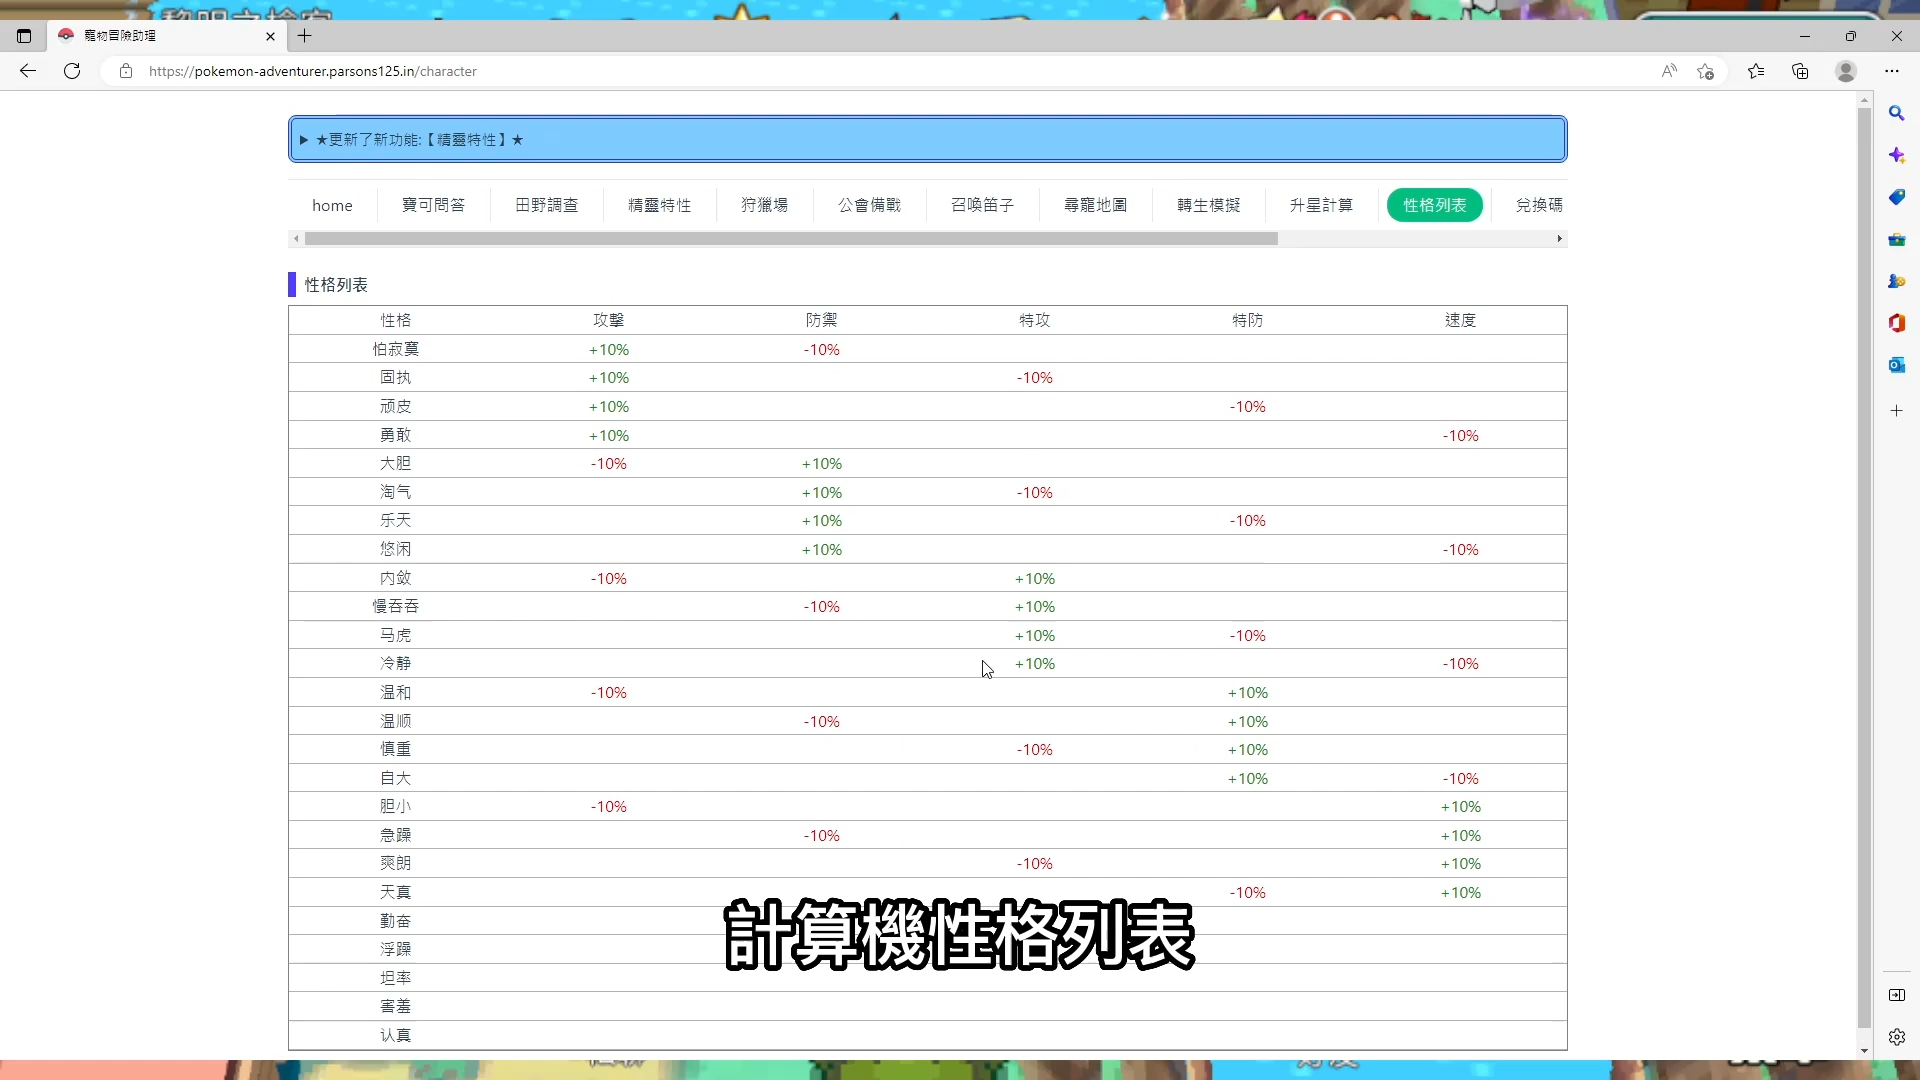 寵物冒險助理
https://pokemon-adventurer.parsons125.in/character
▶ ★更新了新功能:【精靈特性】★
home 寶可問答 田野調查 精靈特性 狩獵場 公會備戰 召喚笛子 尋寵地圖 轉生模擬 升星計算 性格列表 兌換碼
性格列表
性格 攻擊 防禦 特攻 特防 速度
怕寂寞 +10% -10%
固执 +10% -10%
顽皮 +10% -10%
勇敢 +10% -10%
大胆 -10% +10%
淘气 +10% -10%
乐天 +10% -10%
悠闲 +10% -10%
内敛 -10% +10%
慢吞吞 -10% +10%
马虎 +10% -10%
冷静 +10% -10%
温和 -10% +10%
温顺 -10% +10%
慎重 -10% +10%
自大 +10% -10%
胆小 -10% +10%
急躁 -10% +10%
爽朗 -10% +10%
天真 -10% +10%
勤奋
浮躁
坦率
害羞
认真
計算機性格列表